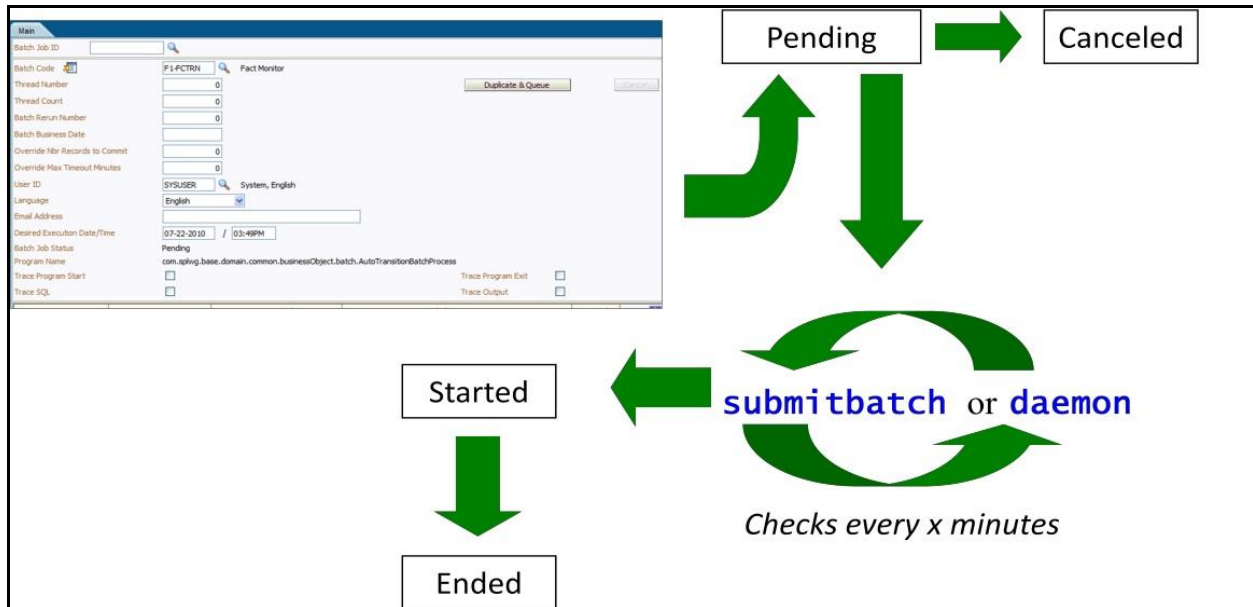 Main
Batch Job ID
Batch Code F1-FCTRN Fact Monitor
Thread Number 0 Duplicate & Queue Cancel
Thread Count 0
Batch Rerun Number 0
Batch Business Date
Override Nbr Records to Commit 0
Override Max Timeout Minutes 0
User ID SYSUSER System, English
Language English
Email Address
Desired Execution Date/Time 07-22-2010 / 03:49PM
Batch Job Status Pending
Program Name com.splwg.base.domain.common.businessObject.batch.AutoTransitionBatchProcess
Trace Program Start Trace Program Exit
Trace SQL Trace Output
Pending
Canceled
submitbatch or daemon
Checks every x minutes
Started
Ended